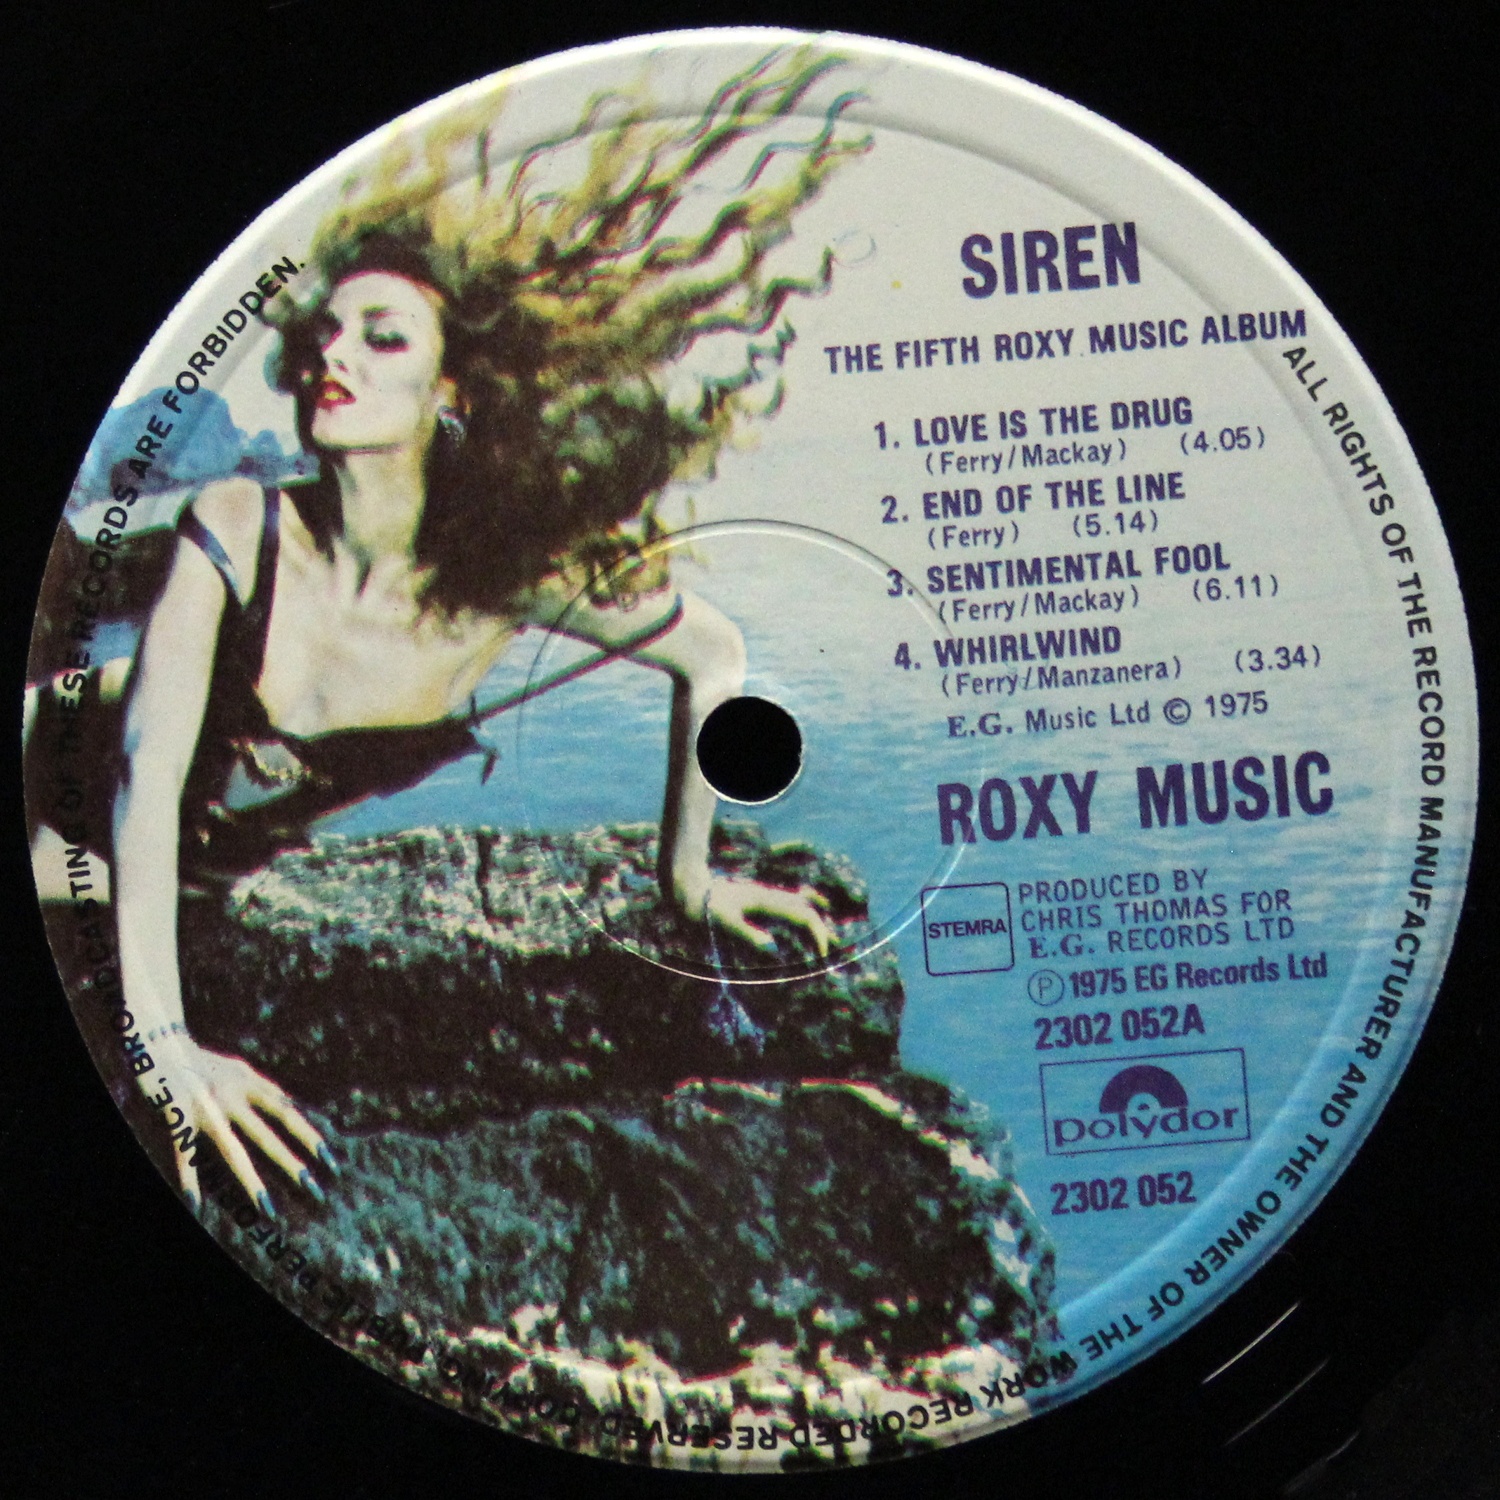 SIREN
THE FIFTH ROXY MUSIC ALBUM
1. LOVE IS THE DRUG
(Ferry/Mackay) (4.05)
2. END OF THE LINE
(Ferry) (5.14)
3. SENTIMENTAL FOOL
(Ferry/Mackay) (6.11)
4. WHIRLWIND
(Ferry/Manzanera) (3.34)
E.G. Music Ltd © 1975
ROXY MUSIC
STEMRA
PRODUCED BY
CHRIS THOMAS FOR
E.G. RECORDS LTD
Ⓟ 1975 EG Records Ltd
2302 052A
polydor
2302 052
ALL RIGHTS OF THE RECORD MANUFACTURER AND THE OWNER OF THE WORK RECORDED RESERVED. COPYING, PUBLIC PERFORMANCE, BROADCASTING OF THESE RECORDS ARE FORBIDDEN.